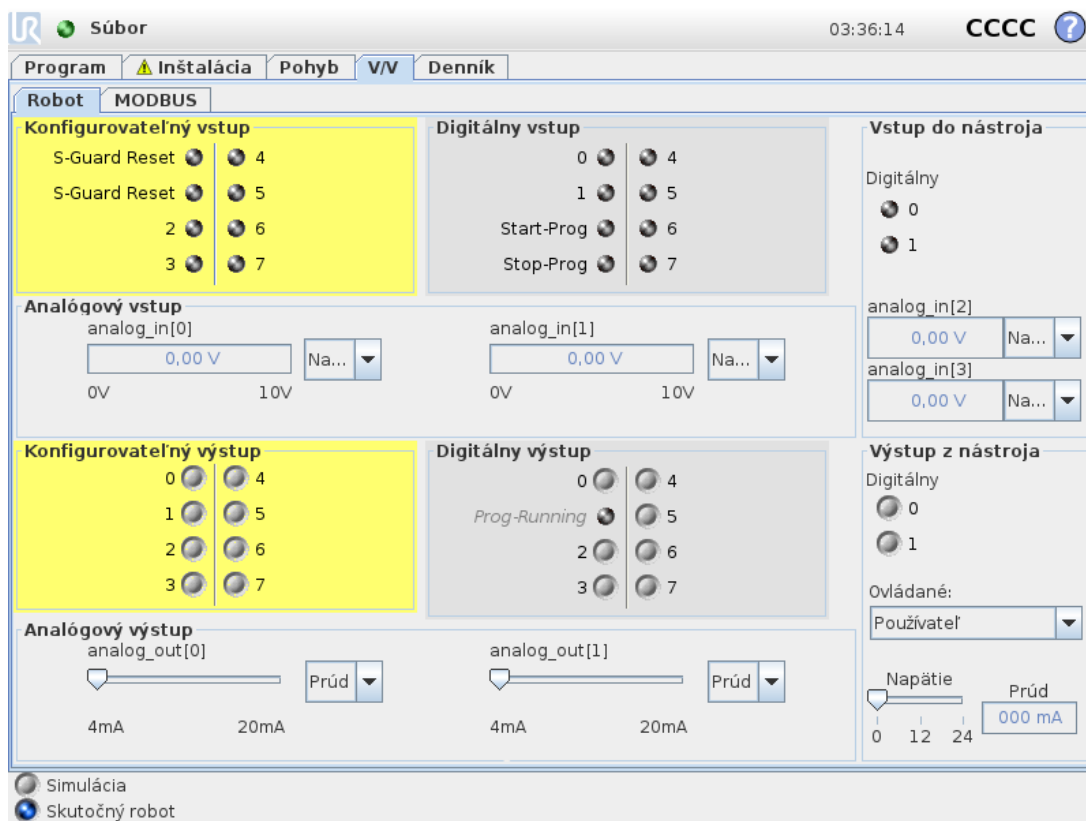 UR Súbor 03:36:14 CCCC ?
Program Inštalácia Pohyb V/V Denník
Robot MODBUS
Konfigurovateľný vstup
S-Guard Reset 4
S-Guard Reset 5
2 6
3 7
Digitálny vstup
0 4
1 5
Start-Prog 6
Stop-Prog 7
Vstup do nástroja
Digitálny
0
1
Analógový vstup
analog_in[0] analog_in[1]
0,00 V Na... 0,00 V Na...
0V 10V 0V 10V
analog_in[2]
0,00 V Na...
analog_in[3]
0,00 V Na...
Konfigurovateľný výstup
0 4
1 5
2 6
3 7
Digitálny výstup
0 4
Prog-Running 5
2 6
3 7
Výstup z nástroja
Digitálny
0
1
Ovládané:
Používateľ
Analógový výstup
analog_out[0] analog_out[1]
Prúd Prúd
4mA 20mA 4mA 20mA
Napätie Prúd
000 mA
0 12 24
Simulácia
Skutočný robot